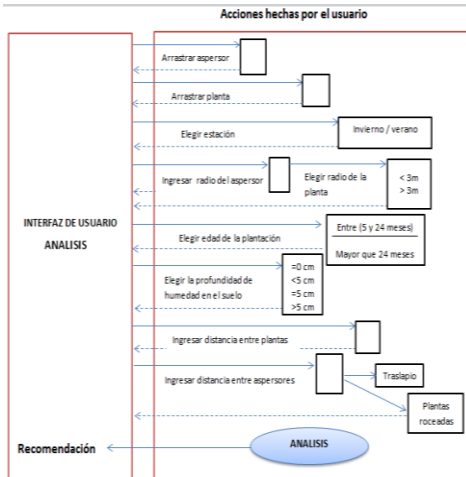 Acciones hechas por el usuario
Arrastrar aspersor
Arrastrar planta
Elegir estación
Invierno / verano
Ingresar radio del aspersor
Elegir radio de la
planta
< 3m
> 3m
INTERFAZ DE USUARIO
ANALISIS
Elegir edad de la plantación
Entre (5 y 24 meses)
Mayor que 24 meses
Elegir la profundidad de
humedad en el suelo
=0 cm
<5 cm
=5 cm
>5 cm
Ingresar distancia entre plantas
Ingresar distancia entre aspersores
Traslapio
Plantas
roceadas
ANALISIS
Recomendación